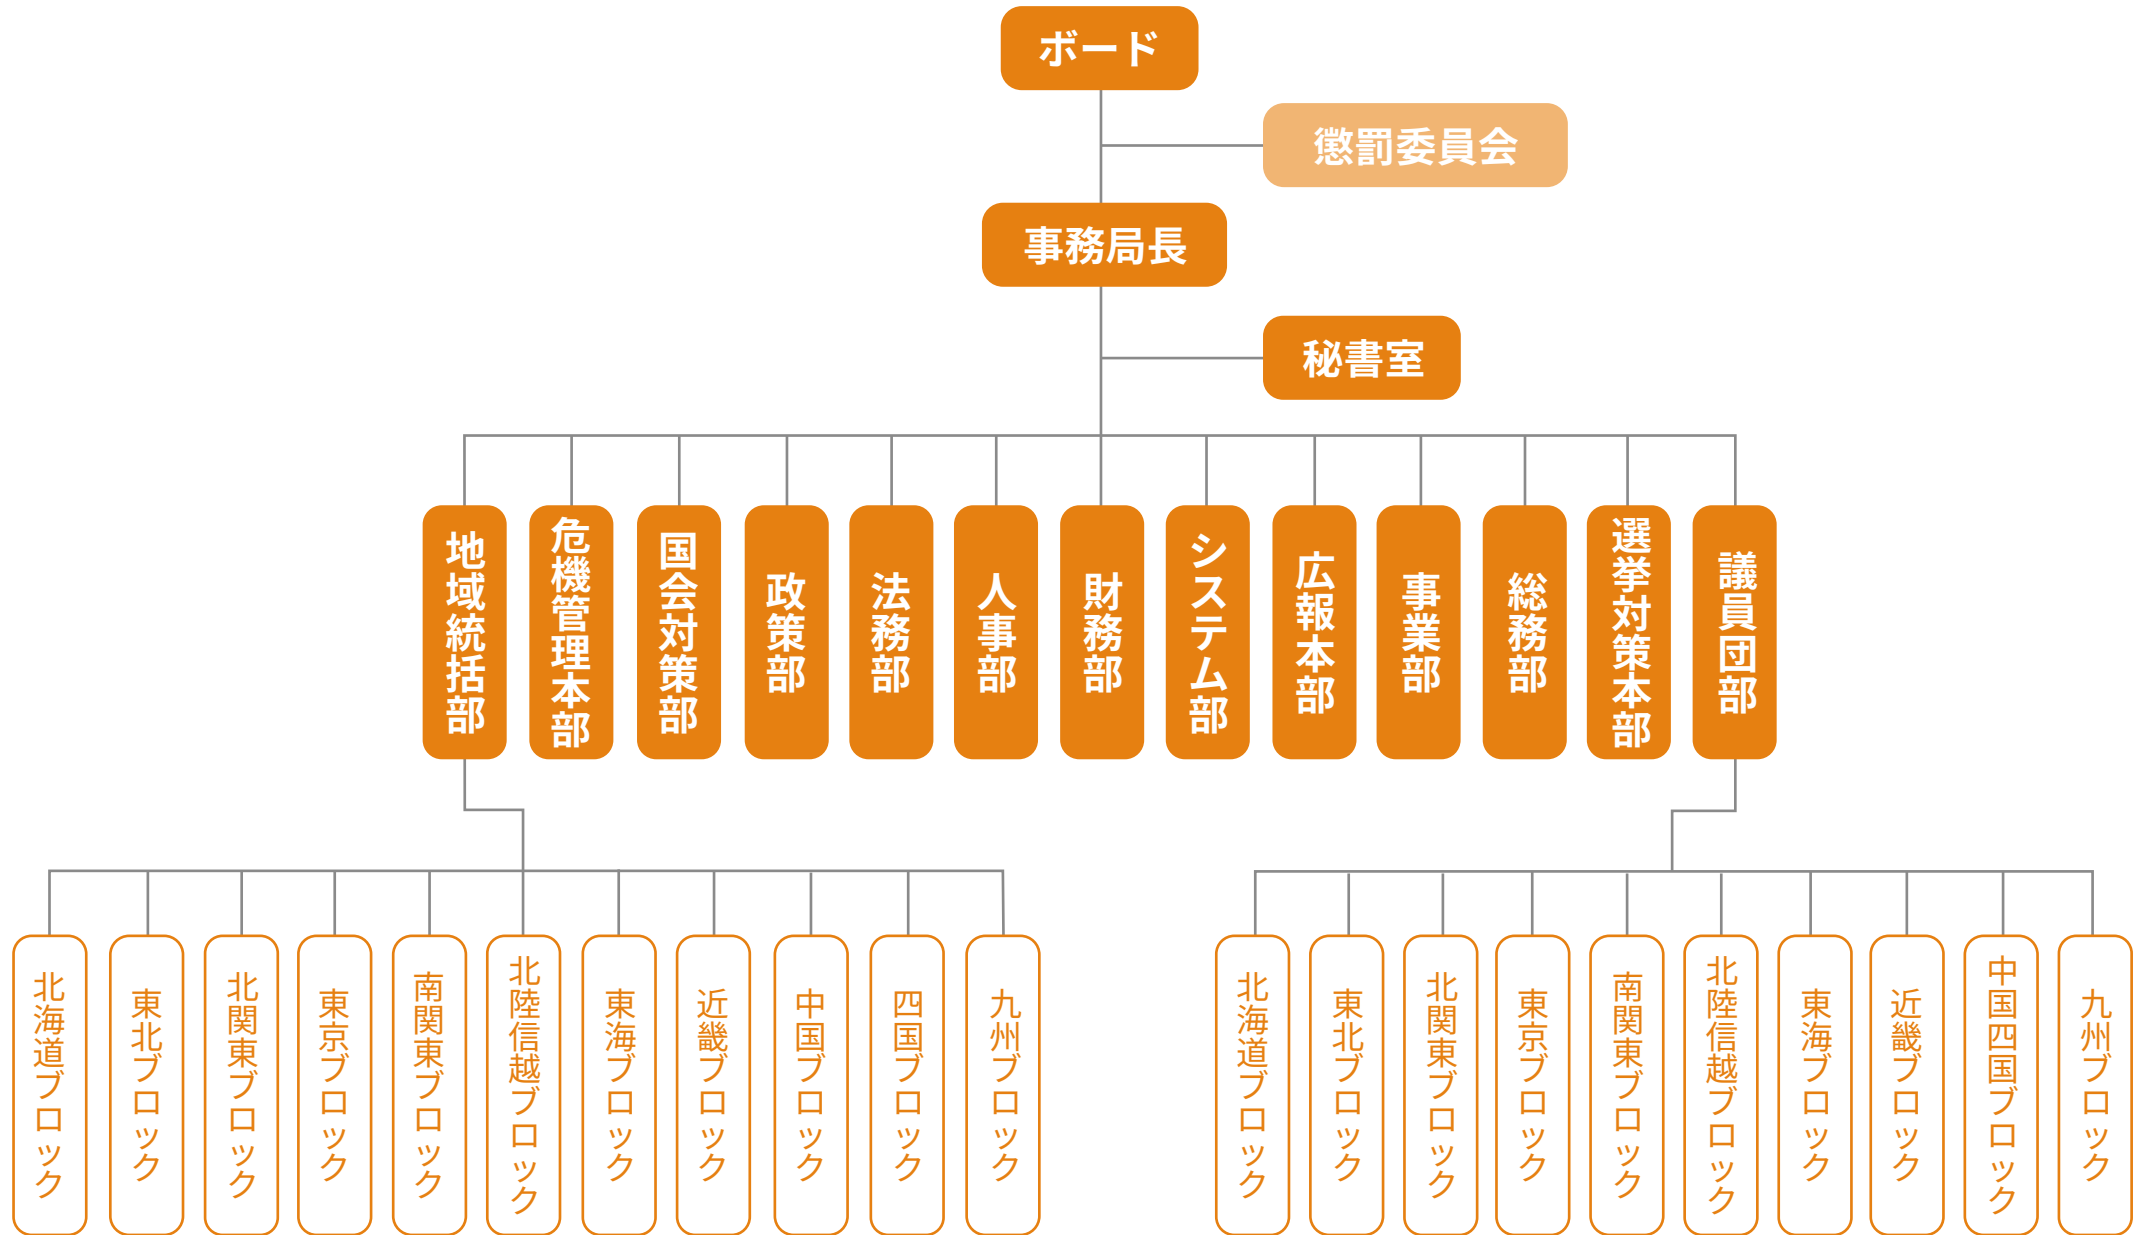 ボード
懲罰委員会
事務局長
秘書室
地域統括部
危機管理本部
国会対策部
政策部
法務部
人事部
財務部
システム部
広報本部
事業部
総務部
選挙対策本部
議員団部
北海道ブロック
東北ブロック
北関東ブロック
東京ブロック
南関東ブロック
北陸信越ブロック
東海ブロック
近畿ブロック
中国ブロック
四国ブロック
九州ブロック
北海道ブロック
東北ブロック
北関東ブロック
東京ブロック
南関東ブロック
北陸信越ブロック
東海ブロック
近畿ブロック
中国四国ブロック
九州ブロック